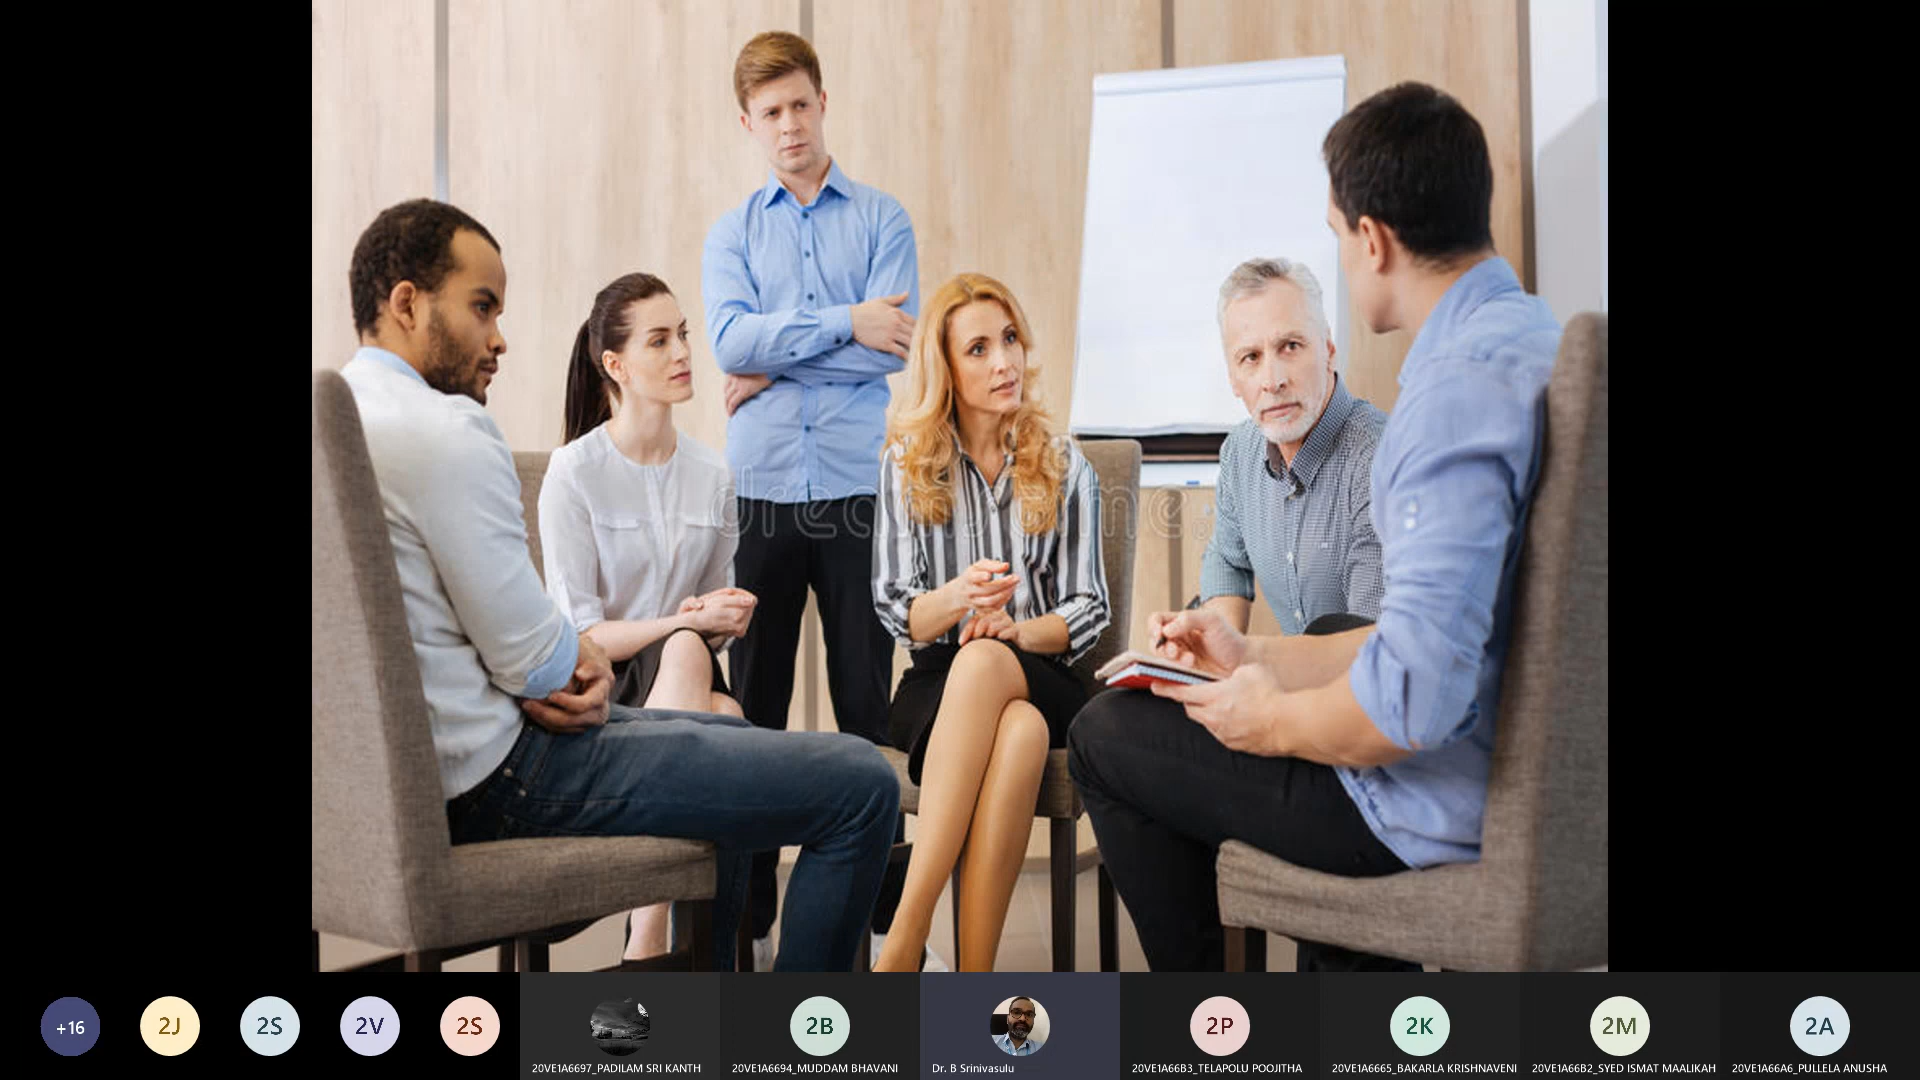 dreamstime.
+16
2J
2S
2V
2S
20VE1A6697_PADILAM SRI KANTH
2B
20VE1A6694_MUDDAM BHAVANI
Dr. B Srinivasulu
2P
20VE1A66B3_TELAPOLU POOJITHA
2K
20VE1A6665_BAKARLA KRISHNAVENI
2M
20VE1A66B2_SYED ISMAT MAALIKAH
2A
20VE1A66A6_PULLELA ANUSHA